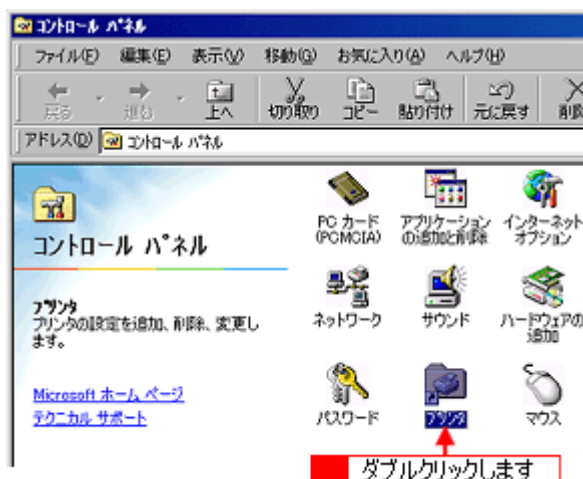 コントロール パネル
ファイル(F) 編集(E) 表示(V) 移動(G) お気に入り(A) ヘルプ(H)
戻る 進む 上へ 切り取り コピー 貼り付け 元に戻す 削除
アドレス(D) コントロール パネル
コントロール パネル
プリンタ
プリンタの設定を追加、削除、変更し
ます。
Microsoft ホーム ページ
テクニカル サポート
PC カード
(PCMCIA)
アプリケーション
の追加と削除
インターネット
オプション
ネットワーク
サウンド
ハードウェアの
追加
パスワード
プリンタ
マウス
ダブルクリックします